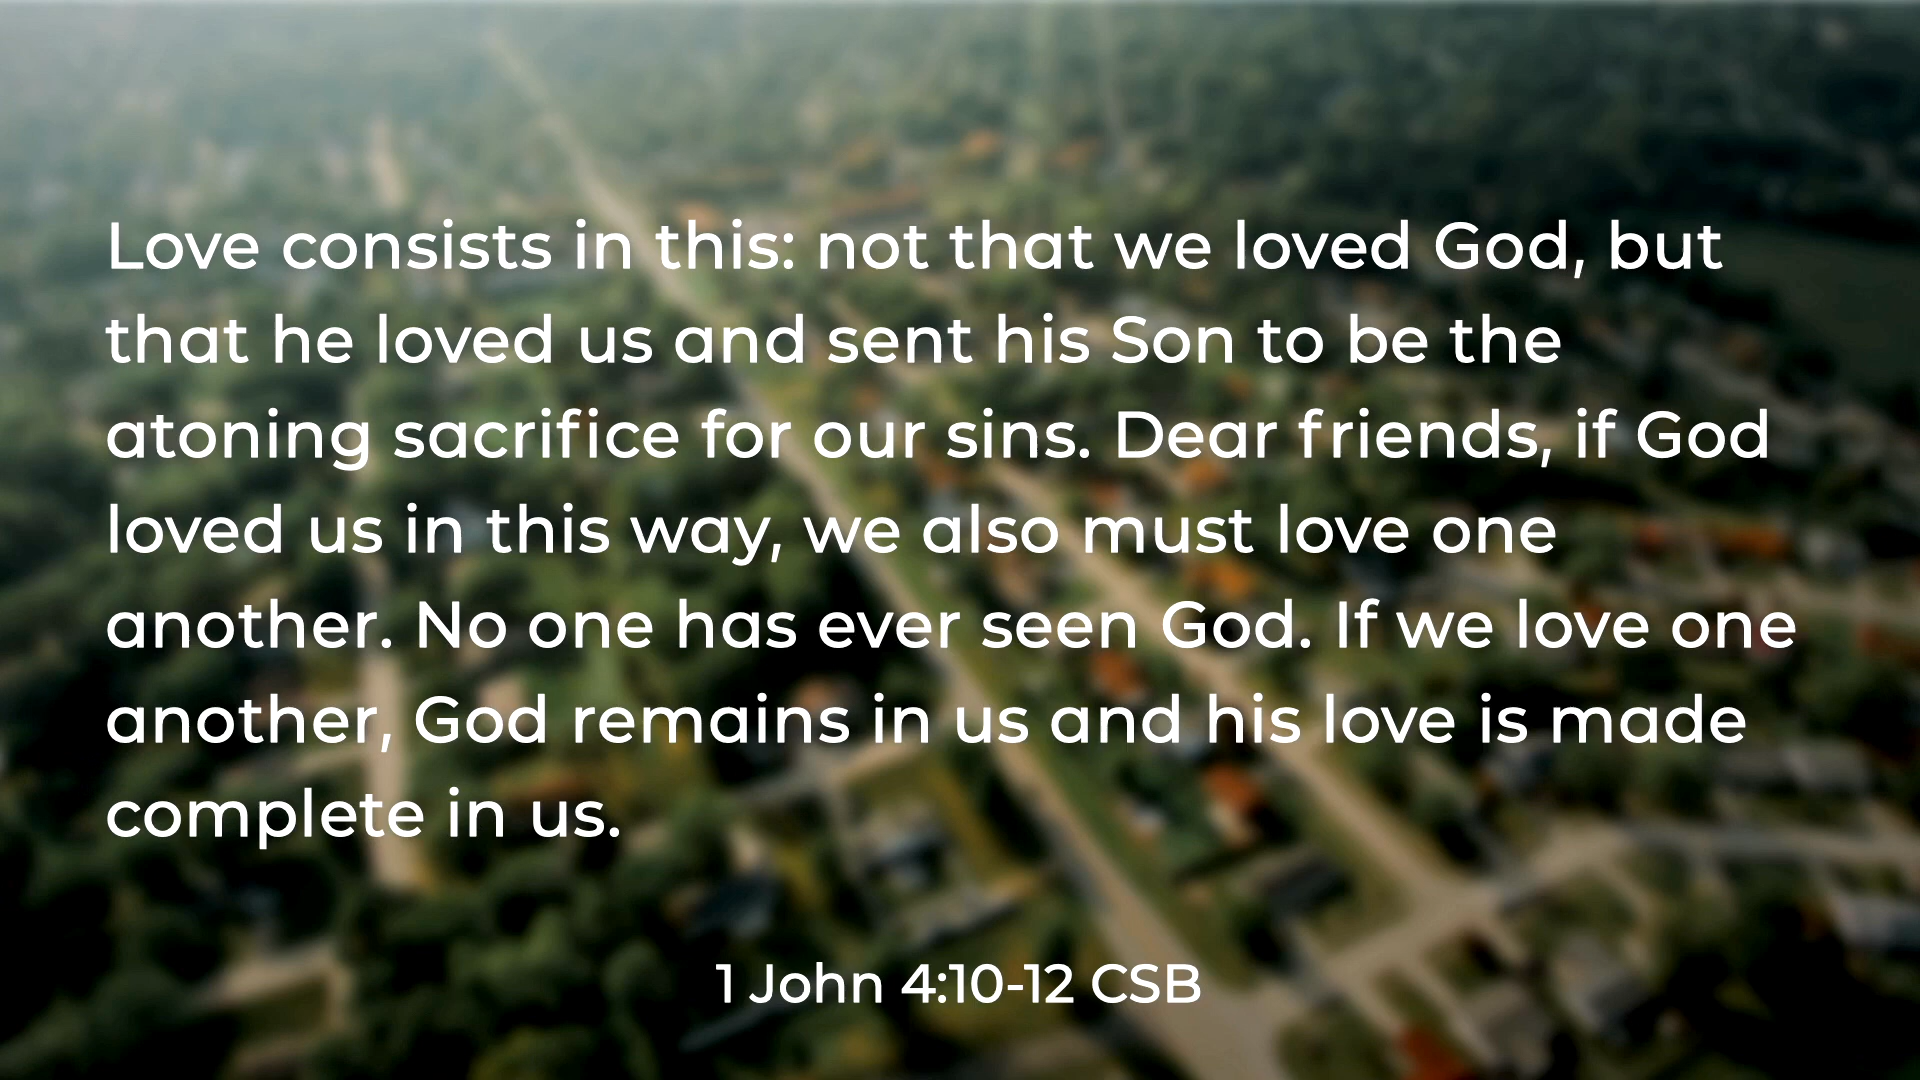 Love consists in this: not that we loved God, but
that he loved us and sent his Son to be the
atoning sacrifice for our sins. Dear friends, if God
loved us in this way, we also must love one
another. No one has ever seen God. If we love one
another, God remains in us and his love is made
complete in us.
1 John 4:10-12 CSB